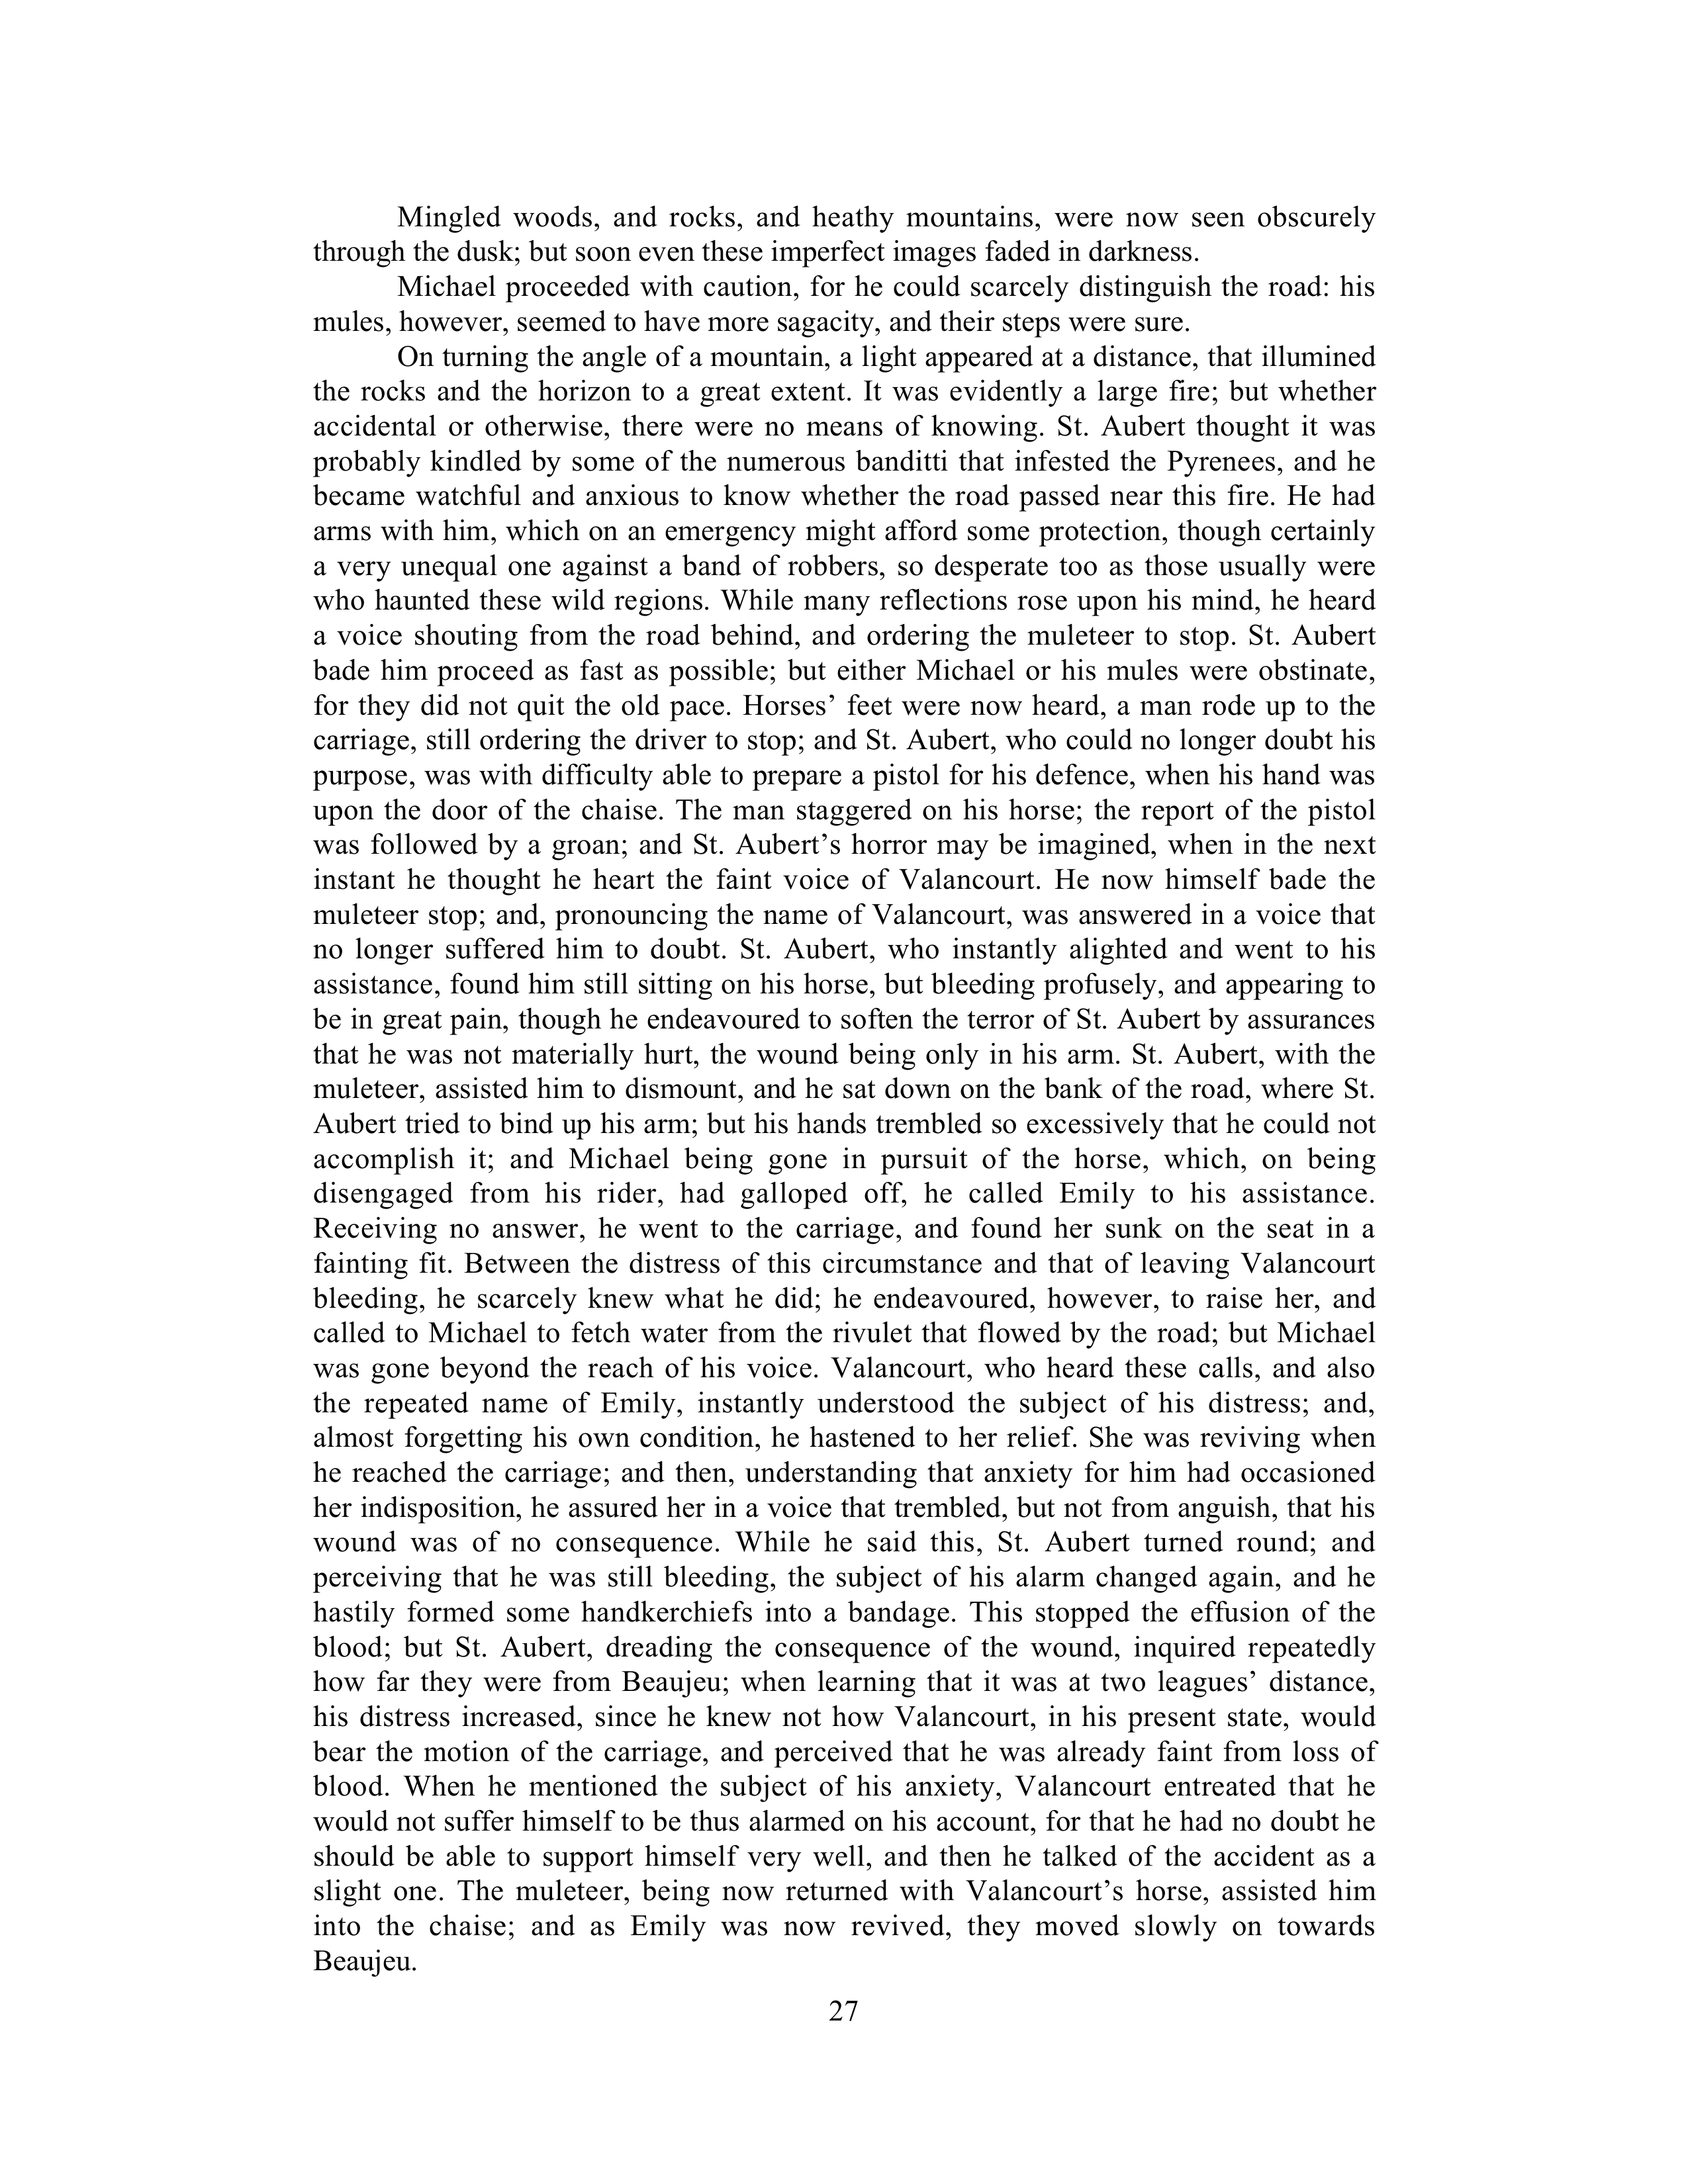 Mingled woods, and rocks, and heathy mountains, were now seen obscurely
through the dusk; but soon even these imperfect images faded in darkness.
Michael proceeded with caution, for he could scarcely distinguish the road: his
mules, however, seemed to have more sagacity, and their steps were sure.
On turning the angle of a mountain, a light appeared at a distance, that illumined
the rocks and the horizon to a great extent. It was evidently a large fire; but whether
accidental or otherwise, there were no means of knowing. St. Aubert thought it was
probably kindled by some of the numerous banditti that infested the Pyrenees, and he
became watchful and anxious to know whether the road passed near this fire. He had
arms with him, which on an emergency might afford some protection, though certainly
a very unequal one against a band of robbers, so desperate too as those usually were
who haunted these wild regions. While many reflections rose upon his mind, he heard
a voice shouting from the road behind, and ordering the muleteer to stop. St. Aubert
bade him proceed as fast as possible; but either Michael or his mules were obstinate,
for they did not quit the old pace. Horses’ feet were now heard, a man rode up to the
carriage, still ordering the driver to stop; and St. Aubert, who could no longer doubt his
purpose, was with difficulty able to prepare a pistol for his defence, when his hand was
upon the door of the chaise. The man staggered on his horse; the report of the pistol
was followed by a groan; and St. Aubert’s horror may be imagined, when in the next
instant he thought he heart the faint voice of Valancourt. He now himself bade the
muleteer stop; and, pronouncing the name of Valancourt, was answered in a voice that
no longer suffered him to doubt. St. Aubert, who instantly alighted and went to his
assistance, found him still sitting on his horse, but bleeding profusely, and appearing to
be in great pain, though he endeavoured to soften the terror of St. Aubert by assurances
that he was not materially hurt, the wound being only in his arm. St. Aubert, with the
muleteer, assisted him to dismount, and he sat down on the bank of the road, where St.
Aubert tried to bind up his arm; but his hands trembled so excessively that he could not
accomplish it; and Michael being gone in pursuit of the horse, which, on being
disengaged from his rider, had galloped off, he called Emily to his assistance.
Receiving no answer, he went to the carriage, and found her sunk on the seat in a
fainting fit. Between the distress of this circumstance and that of leaving Valancourt
bleeding, he scarcely knew what he did; he endeavoured, however, to raise her, and
called to Michael to fetch water from the rivulet that flowed by the road; but Michael
was gone beyond the reach of his voice. Valancourt, who heard these calls, and also
the repeated name of Emily, instantly understood the subject of his distress; and,
almost forgetting his own condition, he hastened to her relief. She was reviving when
he reached the carriage; and then, understanding that anxiety for him had occasioned
her indisposition, he assured her in a voice that trembled, but not from anguish, that his
wound was of no consequence. While he said this, St. Aubert turned round; and
perceiving that he was still bleeding, the subject of his alarm changed again, and he
hastily formed some handkerchiefs into a bandage. This stopped the effusion of the
blood; but St. Aubert, dreading the consequence of the wound, inquired repeatedly
how far they were from Beaujeu; when learning that it was at two leagues’ distance,
his distress increased, since he knew not how Valancourt, in his present state, would
bear the motion of the carriage, and perceived that he was already faint from loss of
blood. When he mentioned the subject of his anxiety, Valancourt entreated that he
would not suffer himself to be thus alarmed on his account, for that he had no doubt he
should be able to support himself very well, and then he talked of the accident as a
slight one. The muleteer, being now returned with Valancourt’s horse, assisted him
into the chaise; and as Emily was now revived, they moved slowly on towards
Beaujeu.
27